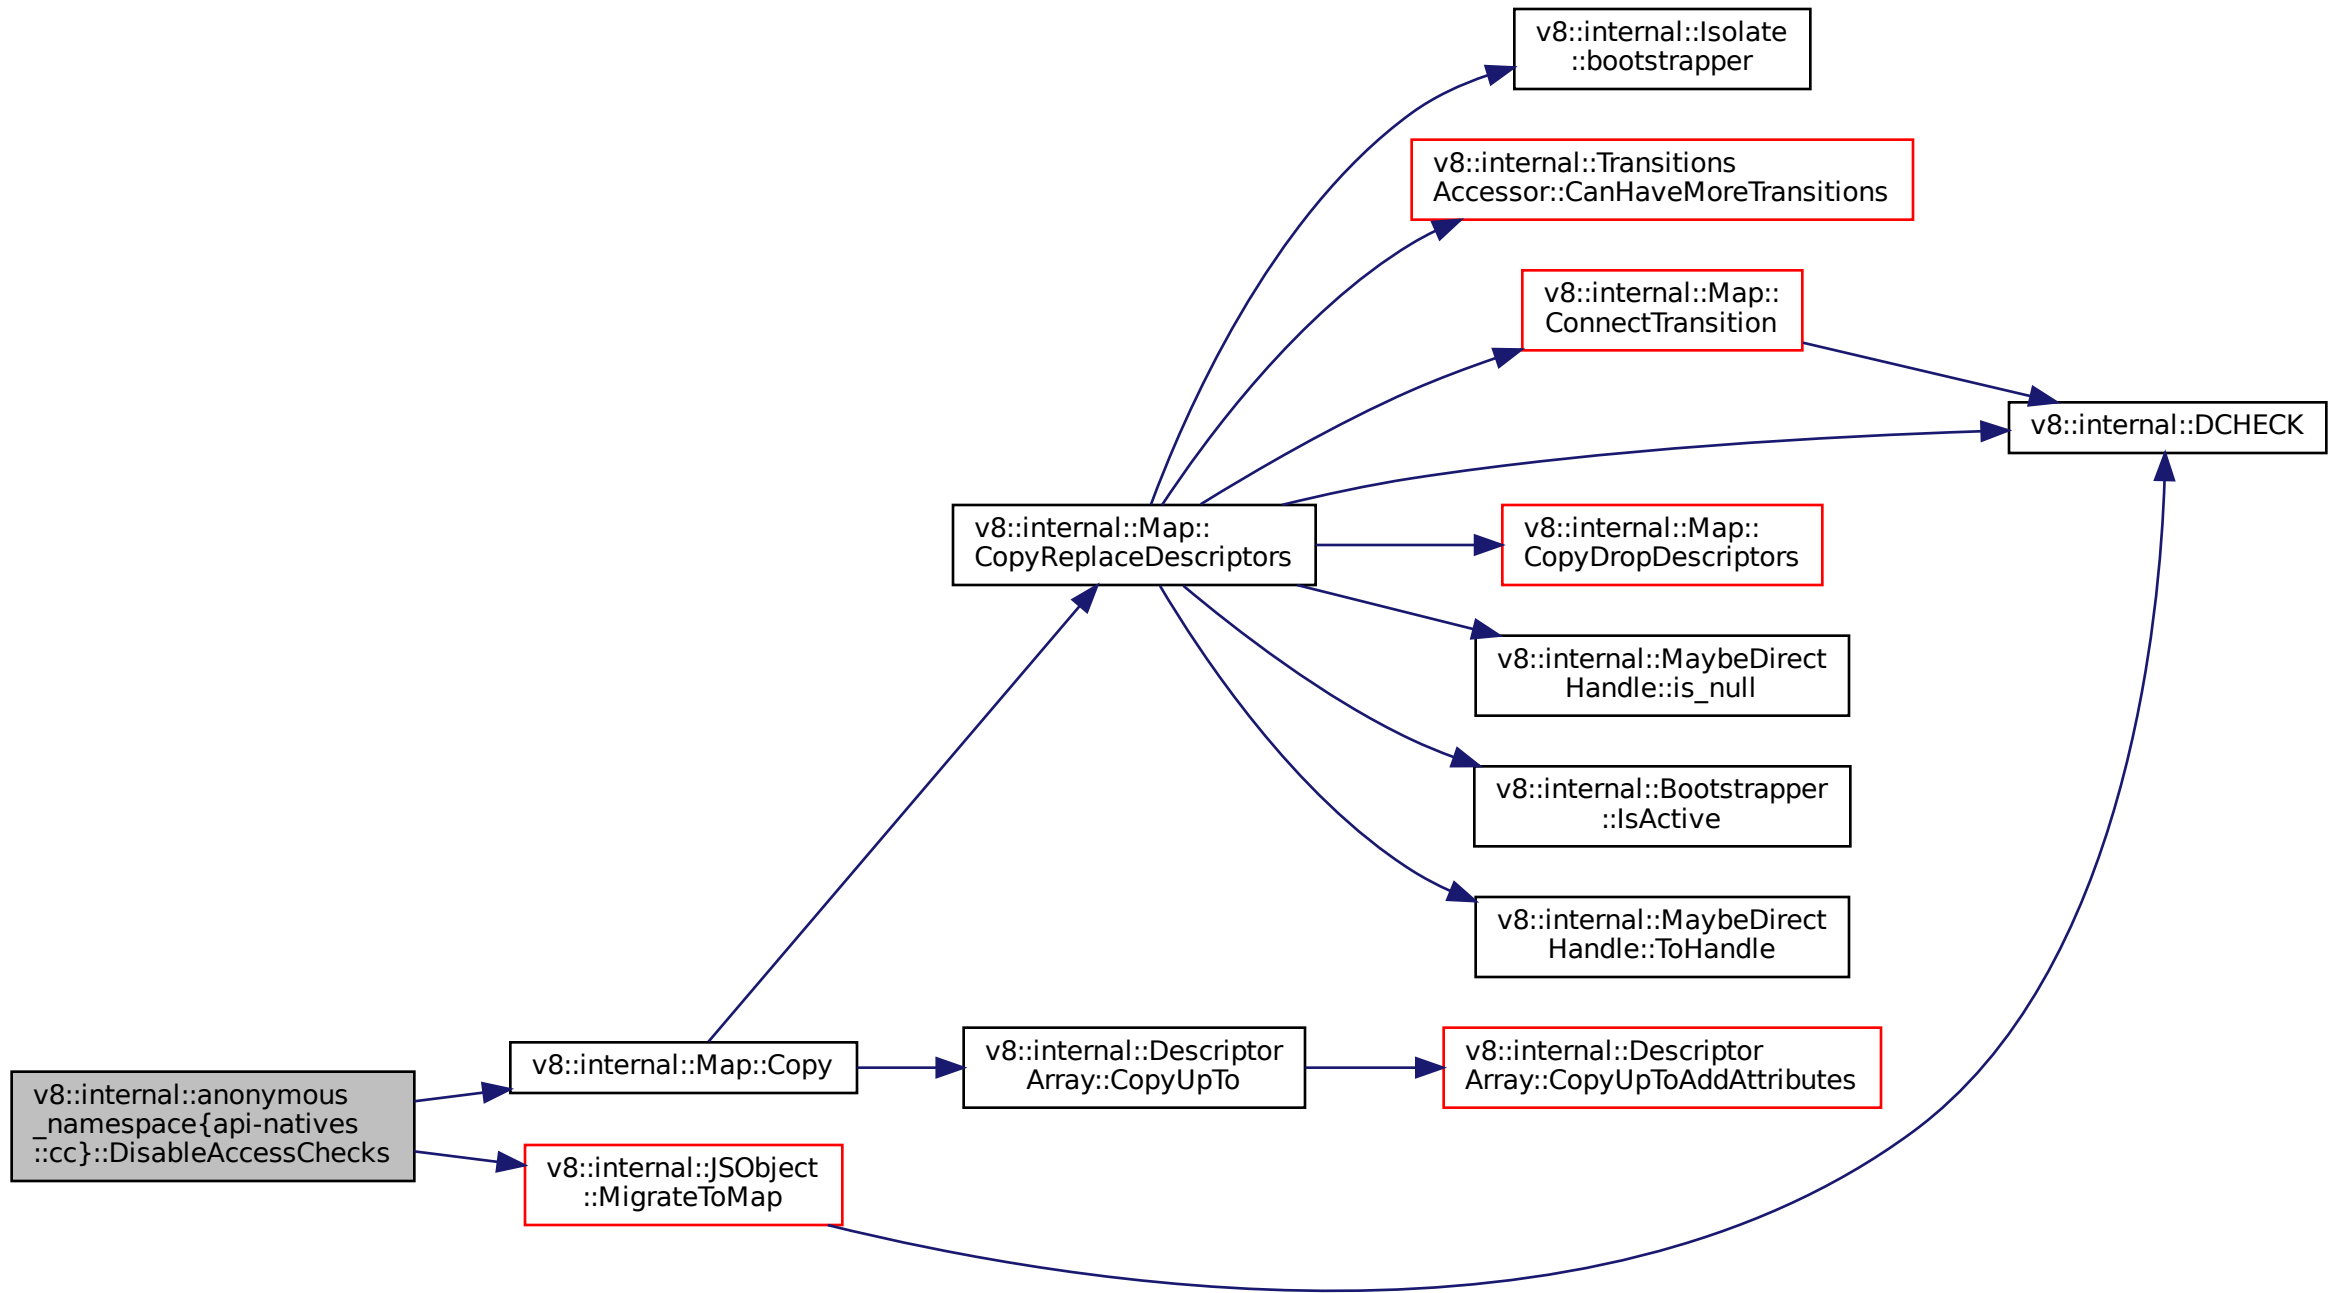 v8::internal::Isolate
::bootstrapper
v8::internal::Transitions
Accessor::CanHaveMoreTransitions
v8::internal::Map::
ConnectTransition
v8::internal::DCHECK
v8::internal::Map::
CopyReplaceDescriptors
v8::internal::Map::
CopyDropDescriptors
v8::internal::MaybeDirect
Handle::is_null
v8::internal::Bootstrapper
::IsActive
v8::internal::MaybeDirect
Handle::ToHandle
v8::internal::anonymous
_namespace{api-natives
::cc}::DisableAccessChecks
v8::internal::Map::Copy
v8::internal::Descriptor
Array::CopyUpTo
v8::internal::Descriptor
Array::CopyUpToAddAttributes
v8::internal::JSObject
::MigrateToMap